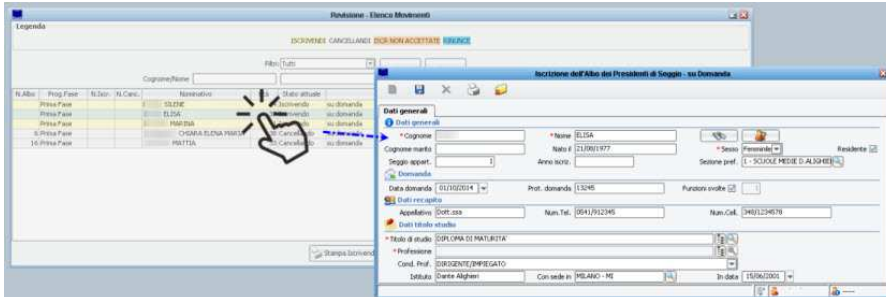 Revisione - Elenco Movimenti
Legenda
ISCRIVENDI CANCELLANDI ISCR.NON ACCETTATE RINUNCE
Filtri Tutti
Cognome/Nome
N.Albo Prog.Fase N.Iscr. N.Canc. Nominativo Stato attuale
Prima Fase SILENE Iscrivendo su domanda
Prima Fase ELISA Iscrivendo su domanda
Prima Fase MARINA su domanda
8 Prima Fase CHIARA ELENA MARIA Cancellando
16 Prima Fase MATTIA Cancellando su domanda
Stampa Iscrivendi
Iscrizione dell'Albo dei Presidenti di Seggio - su Domanda
Dati generali
Dati generali
* Cognome * Nome ELISA
Cognome marito Nato il 21/08/1977 * Sesso Femminile Residente
Seggio appart. 1 Anno iscriz. Sezione pref. 1 - SCUOLE MEDIE D.ALIGHIERI
Domanda
Data domanda 01/10/2014 Prot. domanda 13245 Funzioni svolte
Dati recapito
Appellativo Dott.ssa Num.Tel. 0541/912345 Num.Cell. 348/1234578
Dati titolo studio
* Titolo di studio DIPLOMA DI MATURITA'
* Professione
Cond. Prof. DIRIGENTE/IMPIEGATO
Istituto Dante Alighieri Con sede in MILANO - MI In data 15/06/2001